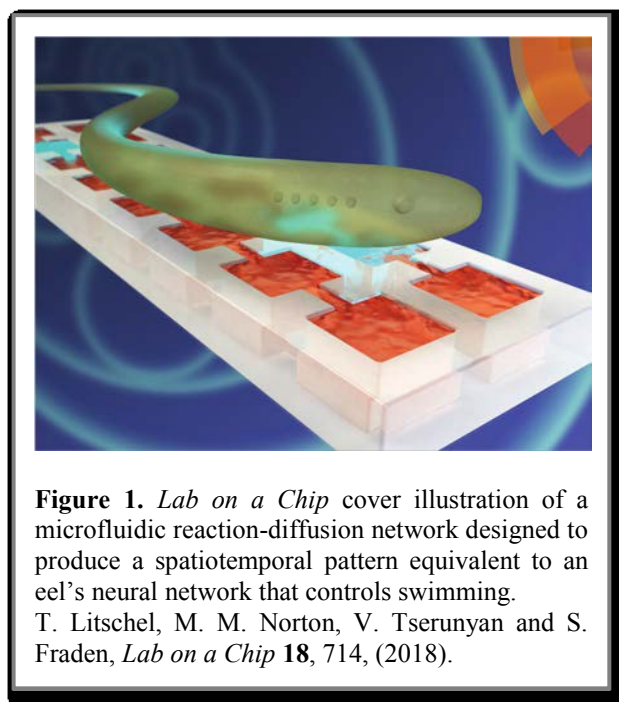 Figure 1. Lab on a Chip cover illustration of a
microfluidic reaction-diffusion network designed to
produce a spatiotemporal pattern equivalent to an
eel's neural network that controls swimming.
T. Litschel, M. M. Norton, V. Tserunyan and S.
Fraden, Lab on a Chip 18, 714, (2018).